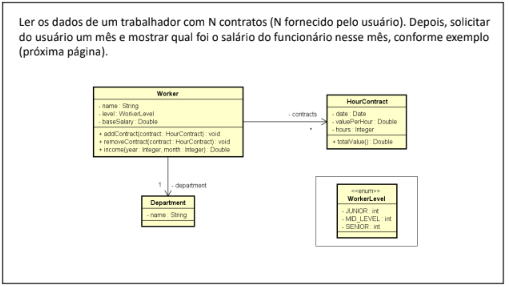 Ler os dados de um trabalhador com N contratos (N fornecido pelo usuário). Depois, solicitar
do usuário um mês e mostrar qual foi o salário do funcionário nesse mês, conforme exemplo
(próxima página).
Worker
- name : String
- level : WorkerLevel
- baseSalary : Double
+ addContract(contract : HourContract) : void
+ removeContract(contract : HourContract) : void
+ income(year : Integer, month : Integer) : Double
- contracts
*
HourContract
- date : Date
- valuePerHour : Double
- hours : Integer
+ totalValue() : Double
1
- department
Department
- name : String
<<enum>>
WorkerLevel
- JUNIOR : int
- MID_LEVEL : int
- SENIOR : int